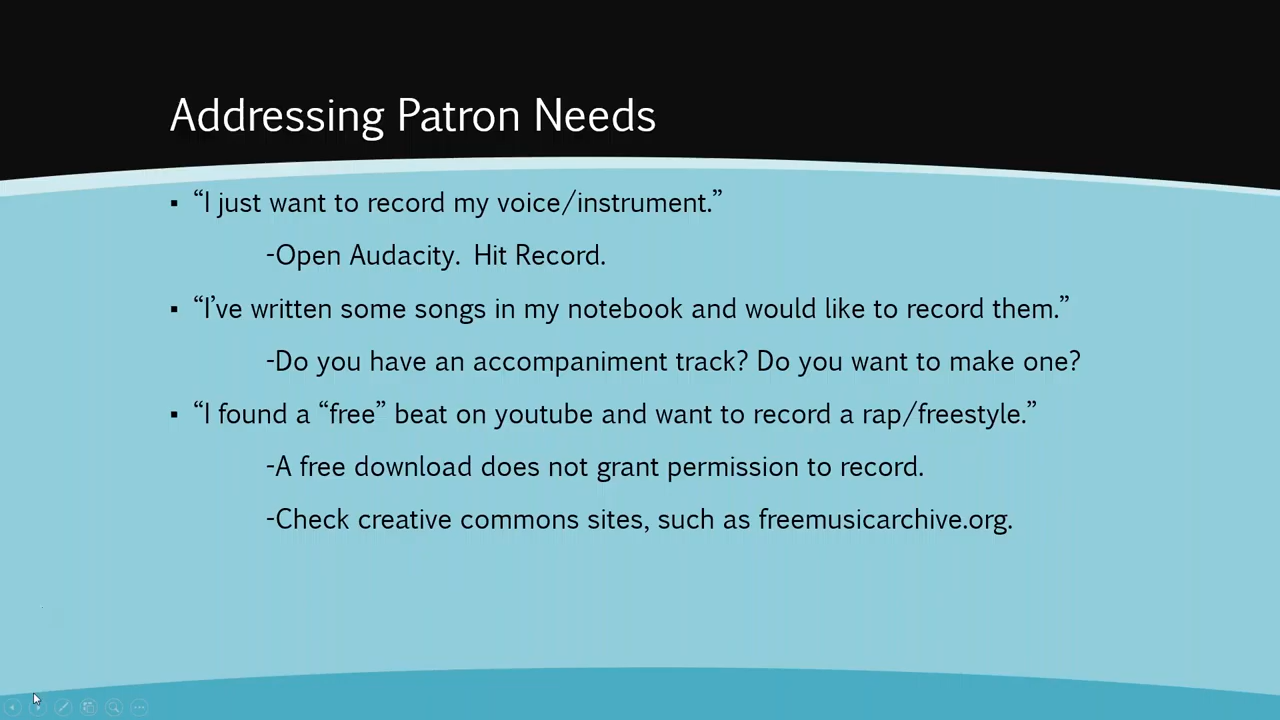 Addressing Patron Needs
▪ “I just want to record my voice/instrument.”
-Open Audacity.  Hit Record.
▪ “I’ve written some songs in my notebook and would like to record them.”
-Do you have an accompaniment track? Do you want to make one?
▪ “I found a “free” beat on youtube and want to record a rap/freestyle.”
-A free download does not grant permission to record.
-Check creative commons sites, such as freemusicarchive.org.